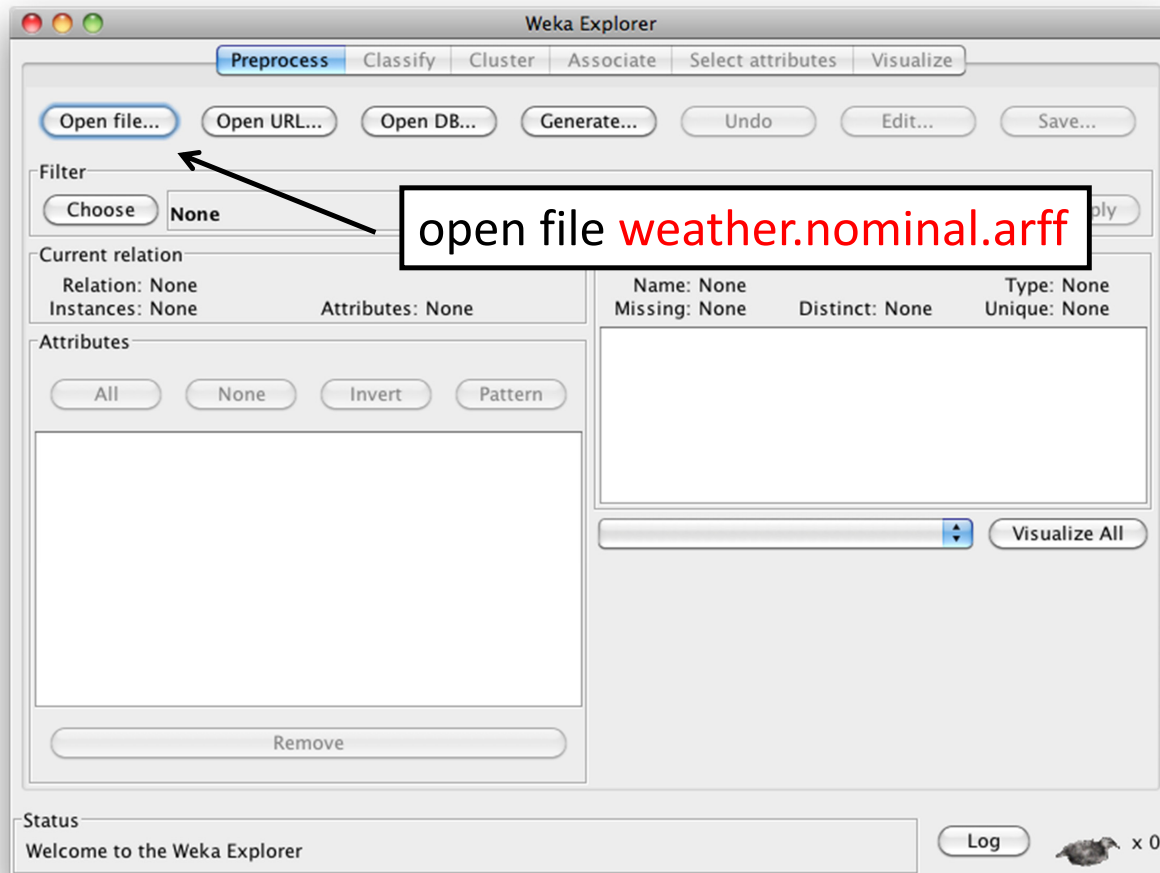 Weka Explorer
Preprocess Classify Cluster Associate Select attributes Visualize
Open file... Open URL... Open DB... Generate... Undo Edit... Save...
Filter
Choose None
open file weather.nominal.arff
ply
Current relation
Relation: None
Instances: None Attributes: None
Name: None Type: None
Missing: None Distinct: None Unique: None
Attributes
All None Invert Pattern
Visualize All
Remove
Status
Welcome to the Weka Explorer
Log x 0